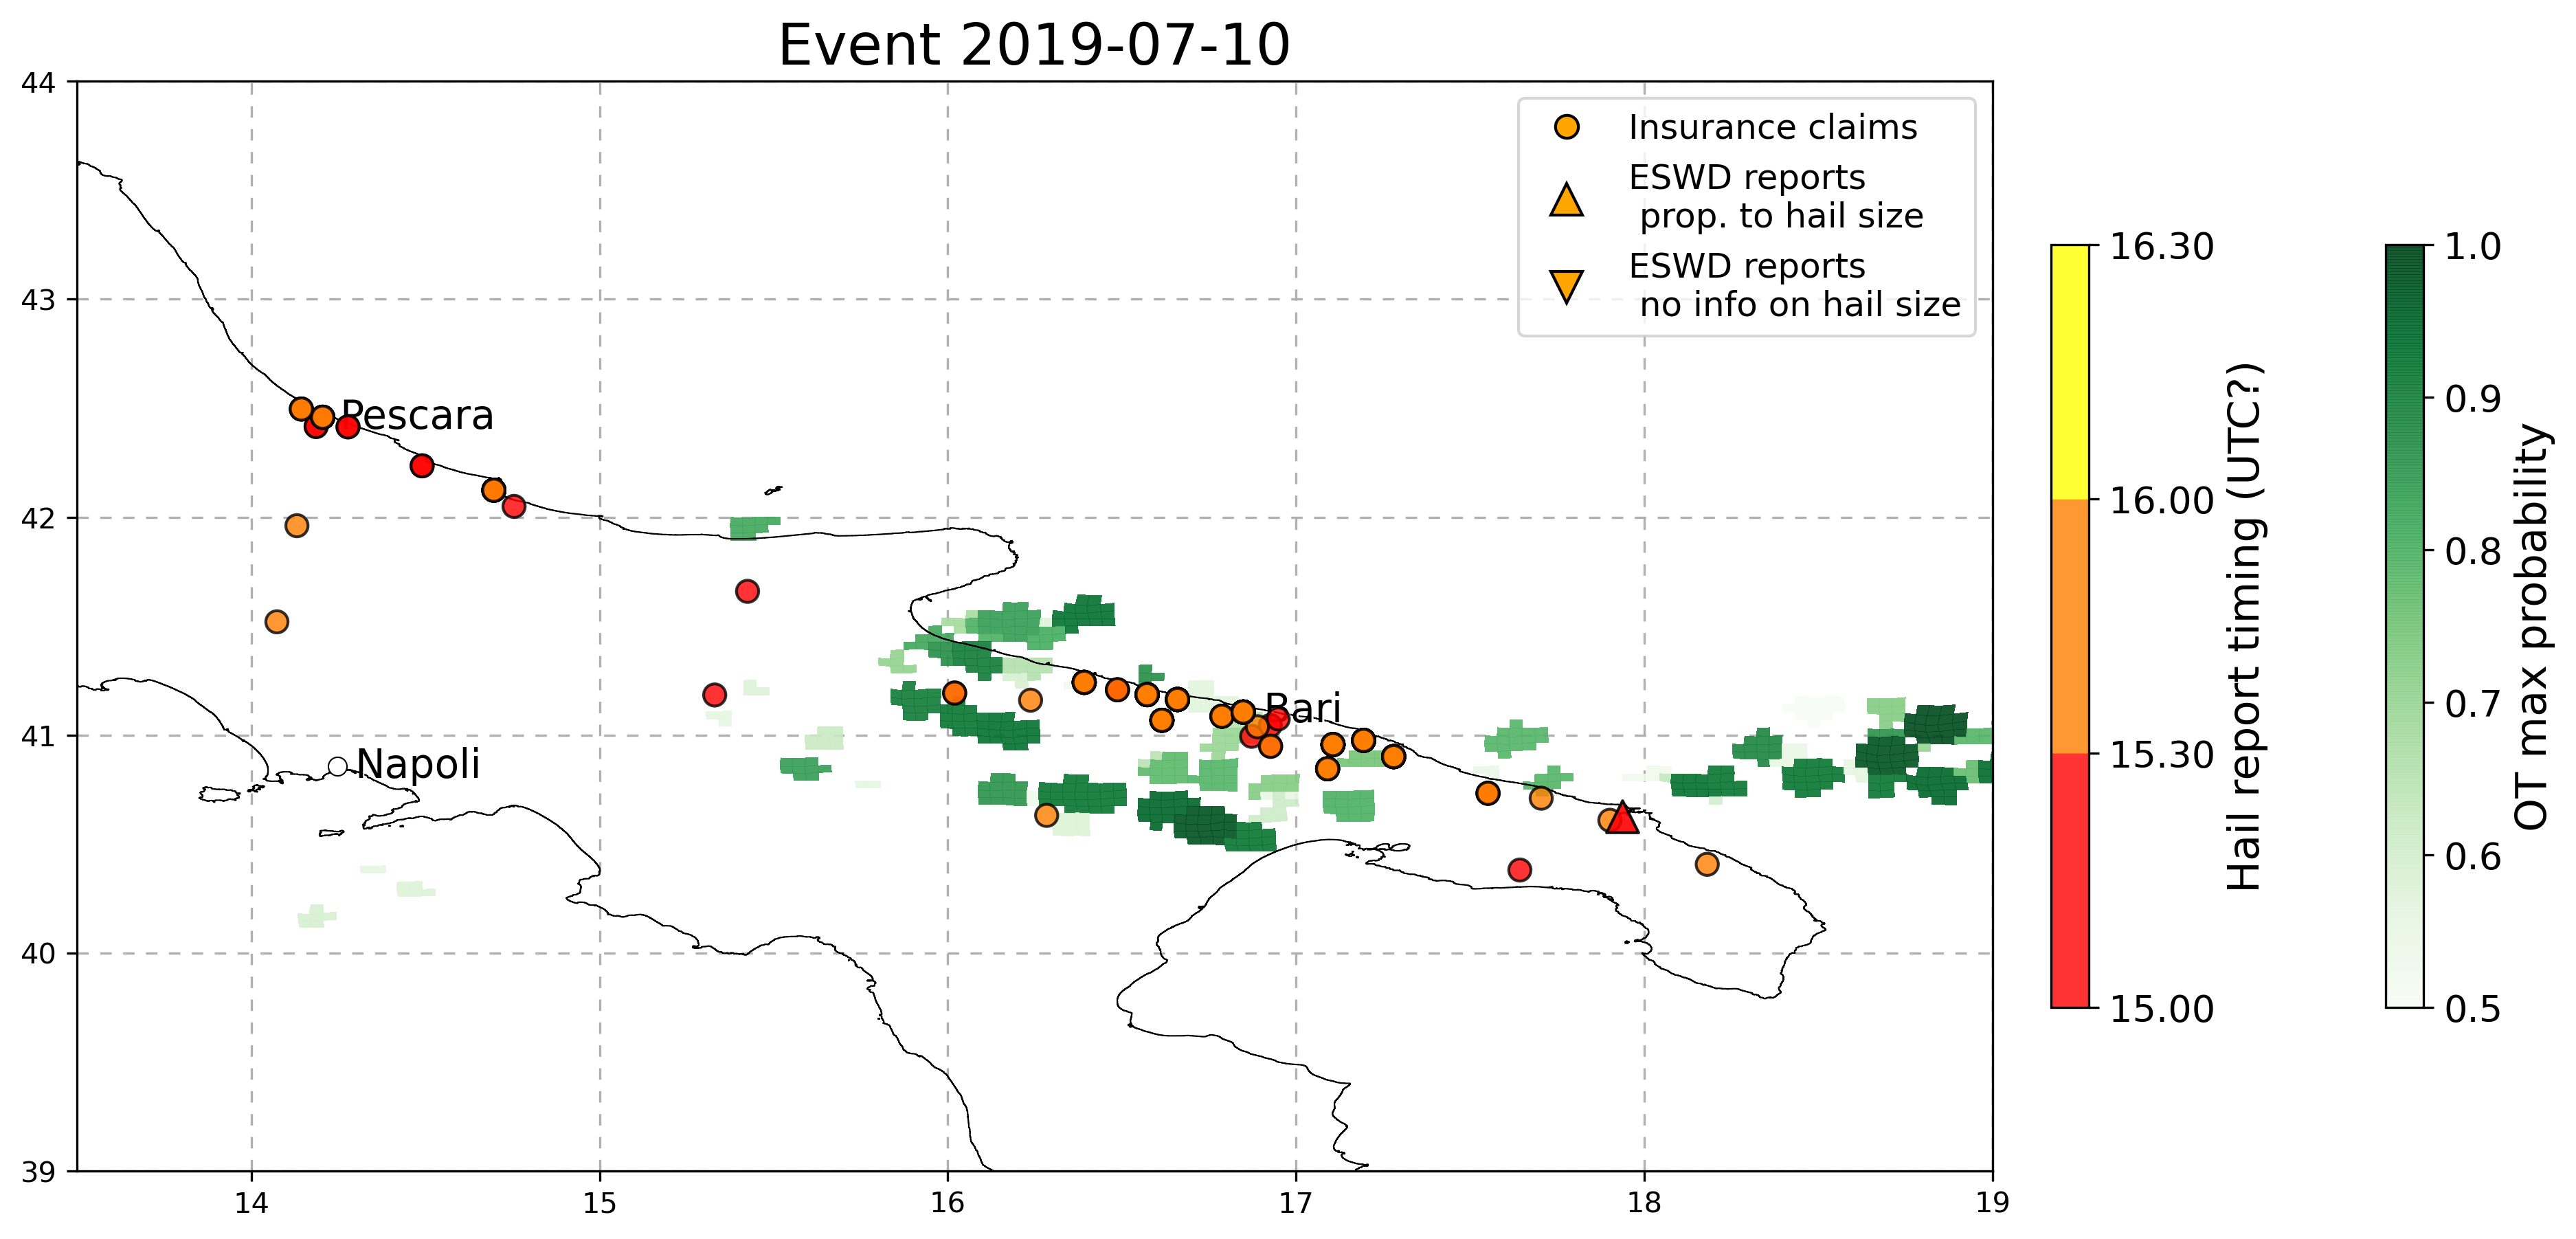 Event 2019-07-10
44
43
42
41
40
39
14
15
16
17
18
19
Insurance claims
ESWD reports
prop. to hail size
ESWD reports
no info on hail size
Pescara
Bari
Napoli
16.30
16.00
15.30
15.00
Hail report timing (UTC?)
1.0
0.9
0.8
0.7
0.6
0.5
OT max probability